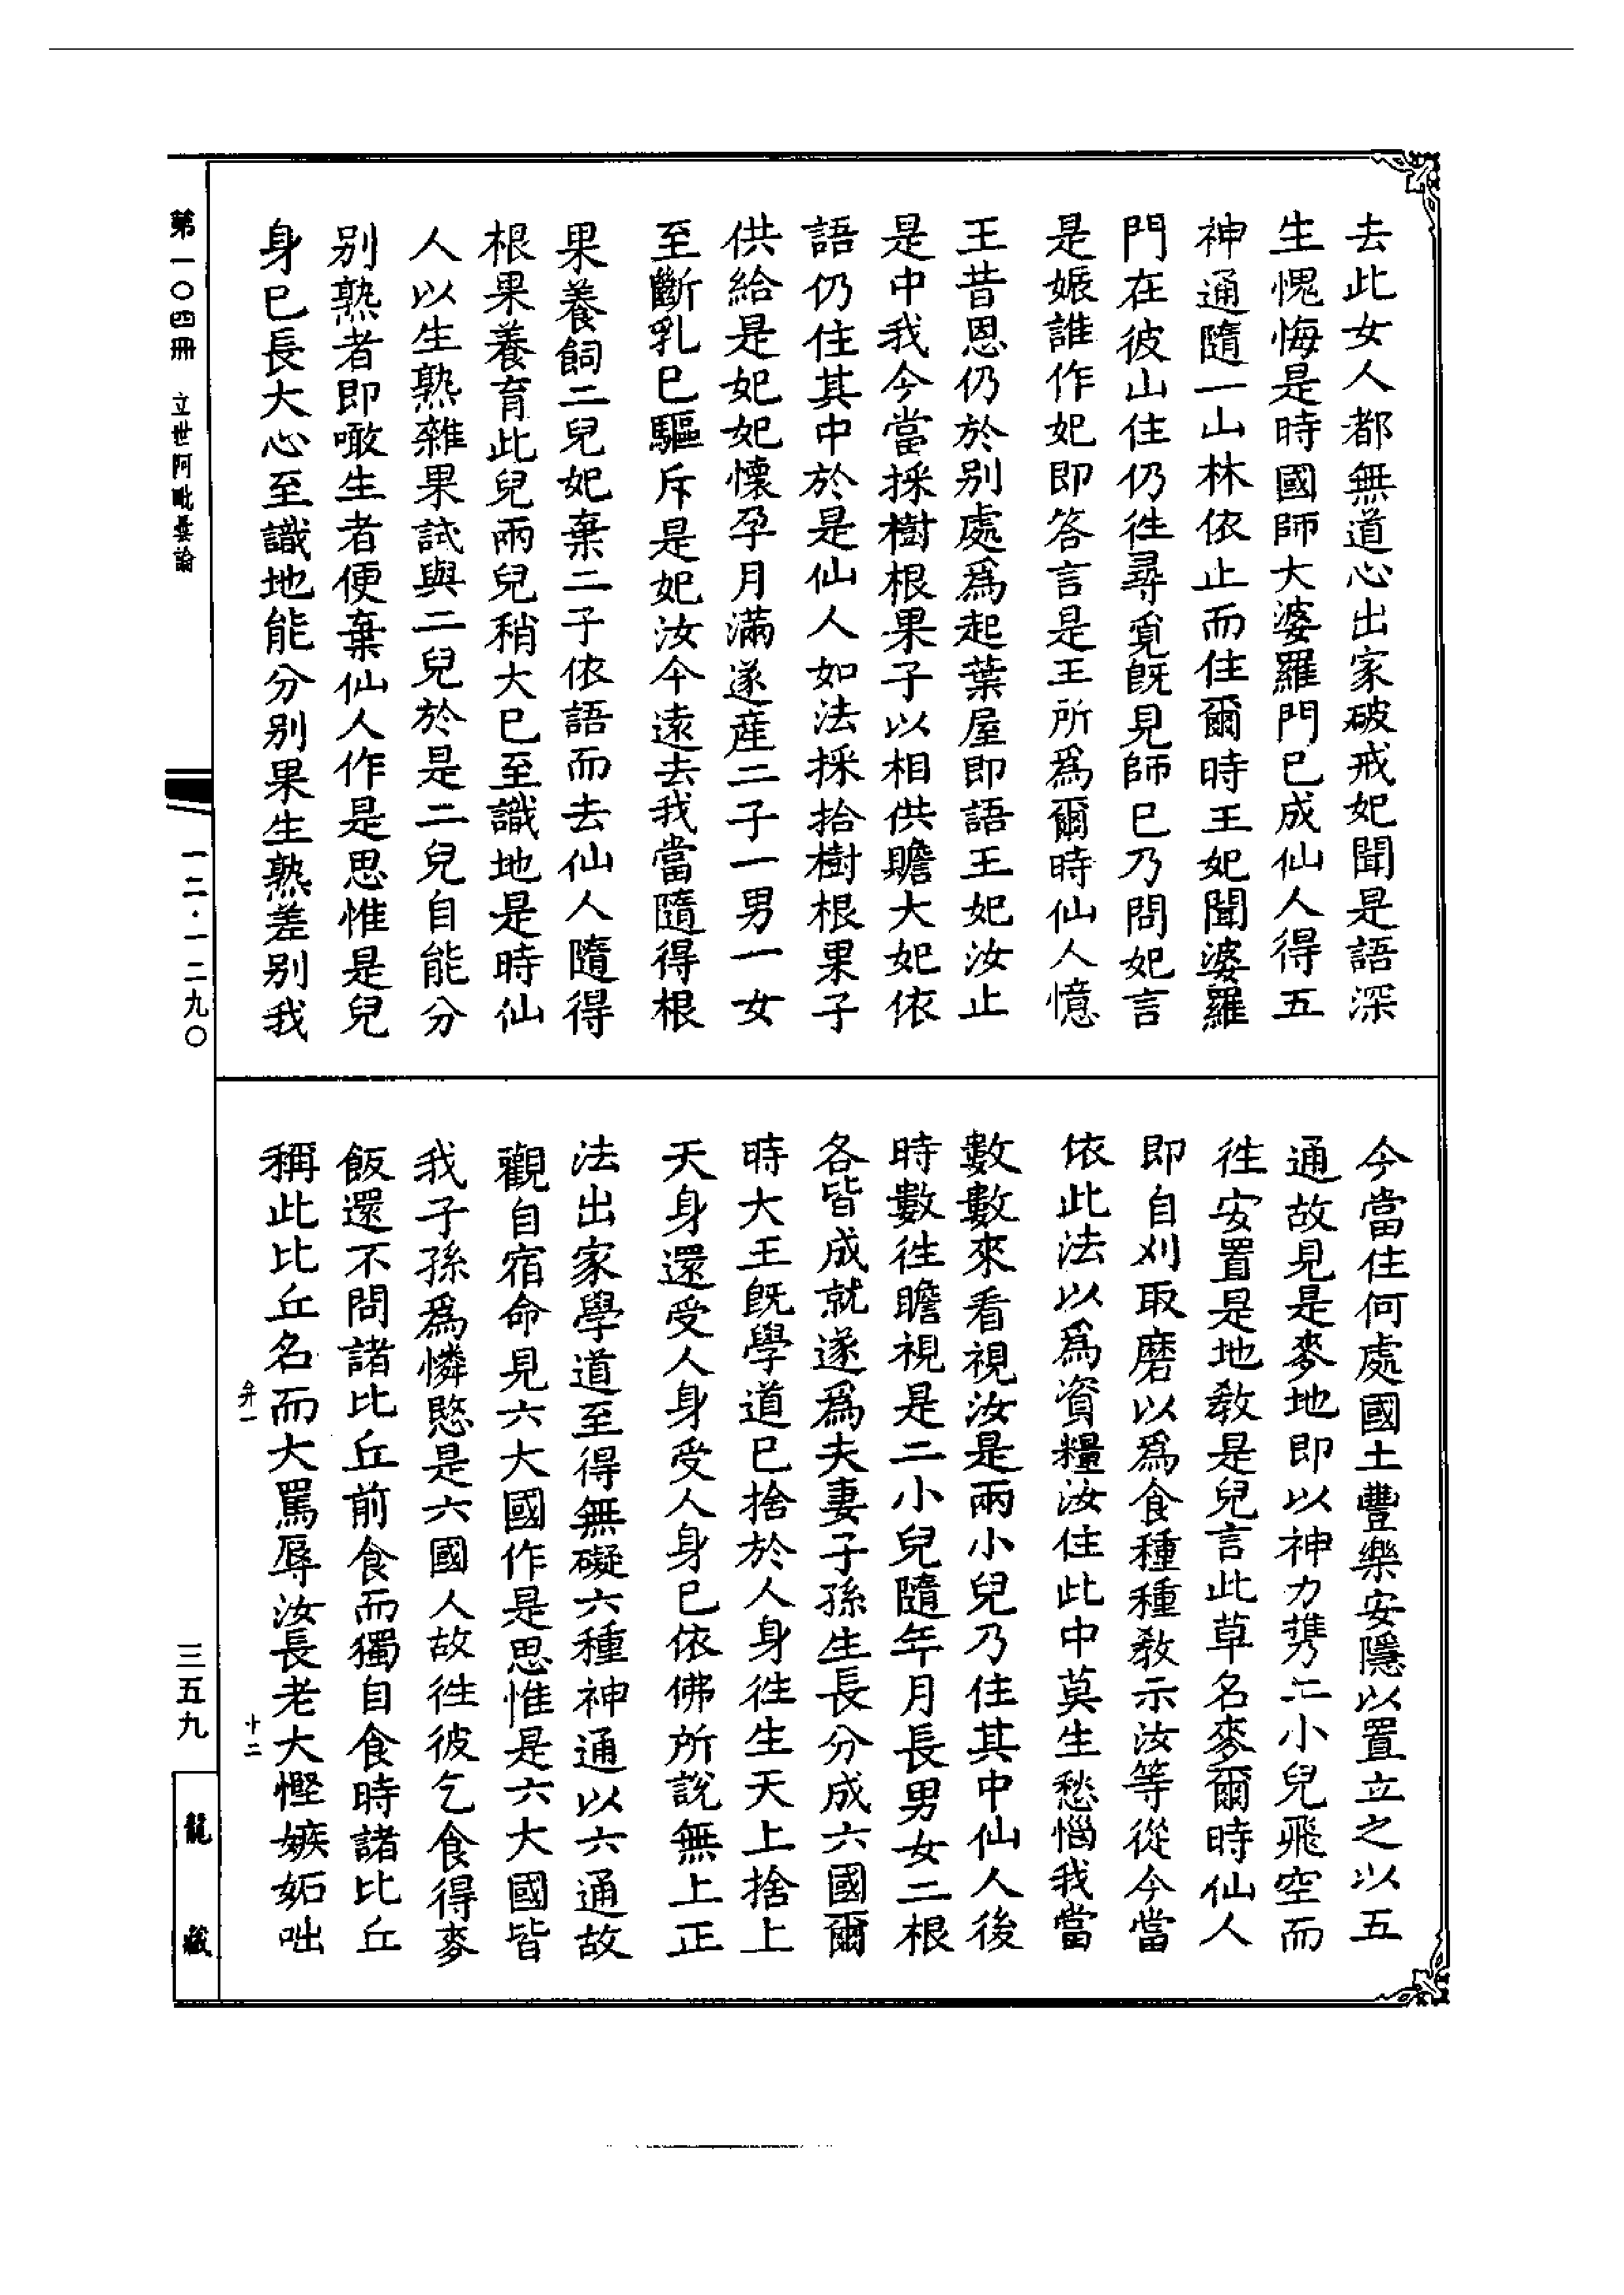 去此女人都無道心出家破戒妃聞是語深
生愧悔是時國師大婆羅門已成仙人得五
神通隨一山林依止而住爾時王妃聞婆羅
門在彼山住仍徃尋覓既見師已乃問妃言
是娠誰作妃即答言是王所爲爾時仙人憶
王昔恩仍於别處爲起葉屋即語王妃汝止
是中我今當採樹根果子以相供贍大妃依
語仍住其中於是仙人如法採拾樹根果子
供給是妃妃懷孕月滿遂産二子一男一女
至斷乳已驅斥是妃汝今遠去我當隨得根
果養飼二兒妃棄二子依語而去仙人隨得
根果養育此兒兩兒稍大已至識地是時仙
人以生熟雜果試與二兒於是二兒自能分
别熟者即噉生者便棄仙人作是思惟是兒
身已長大心至識地能分别果生熟差别我
今當住何處國土豐樂安隱以置立之以五
通故見是麥地即以神力携二小兒飛空而
徃安置是地教是兒言此草名麥爾時仙人
即自刈取磨以爲食種種教示汝等從今當
依此法以爲資糧汝住此中莫生愁惱我當
數數來看視汝是兩小兒乃住其中仙人後
時數徃瞻視是二小兒隨年月長男女二根
各皆成就遂爲夫妻子孫生長分成六國爾
時大王既學道已捨於人身徃生天上捨上
天身還受人身受人身已依佛所說無上正
法出家學道至得無礙六種神通以六通故
觀自宿命見六大國作是思惟是六大國皆
我子孫爲憐愍是六國人故徃彼乞食得麥
飯還不問諸比丘前食而獨自食時諸比丘
稱此比丘名而大罵辱汝長老大慳嫉妬咄
弁一
十二
第一〇四冊 立世阿毗曇論
一二·一二九〇
三五九
龍藏